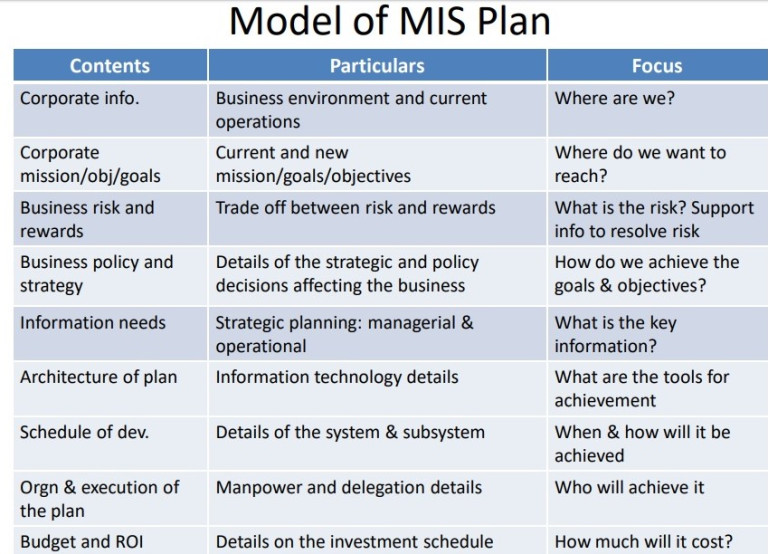 Model of MIS Plan
Contents Particulars Focus
Corporate info. Business environment and current Where are we?
operations
Corporate Current and new Where do we want to
mission/obj/goals mission/goals/objectives reach?
Business risk and Trade off between risk and rewards What is the risk? Support
rewards info to resolve risk
Business policy and Details of the strategic and policy How do we achieve the
strategy decisions affecting the business goals & objectives?
Information needs Strategic planning: managerial & What is the key
operational information?
Architecture of plan Information technology details What are the tools for
achievement
Schedule of dev. Details of the system & subsystem When & how will it be
achieved
Orgn & execution of Manpower and delegation details Who will achieve it
the plan
Budget and ROI Details on the investment schedule How much will it cost?